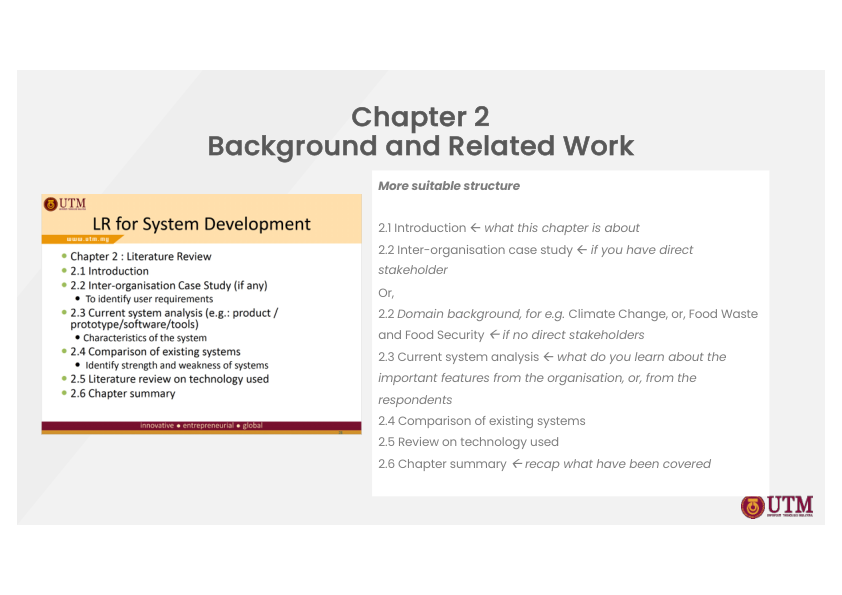 Chapter 2
Background and Related Work
UTM
LR for System Development
www.utm.my
Chapter 2 : Literature Review
2.1 Introduction
2.2 Inter-organisation Case Study (if any)
To identify user requirements
2.3 Current system analysis (e.g.: product /
prototype/software/tools)
Characteristics of the system
2.4 Comparison of existing systems
Identify strength and weakness of systems
2.5 Literature review on technology used
2.6 Chapter summary
innovative ● entrepreneurial ● global
More suitable structure
2.1 Introduction ← what this chapter is about
2.2 Inter-organisation case study ← if you have direct
stakeholder
Or,
2.2 Domain background, for e.g. Climate Change, or, Food Waste
and Food Security ← if no direct stakeholders
2.3 Current system analysis ← what do you learn about the
important features from the organisation, or, from the
respondents
2.4 Comparison of existing systems
2.5 Review on technology used
2.6 Chapter summary ← recap what have been covered
UTM